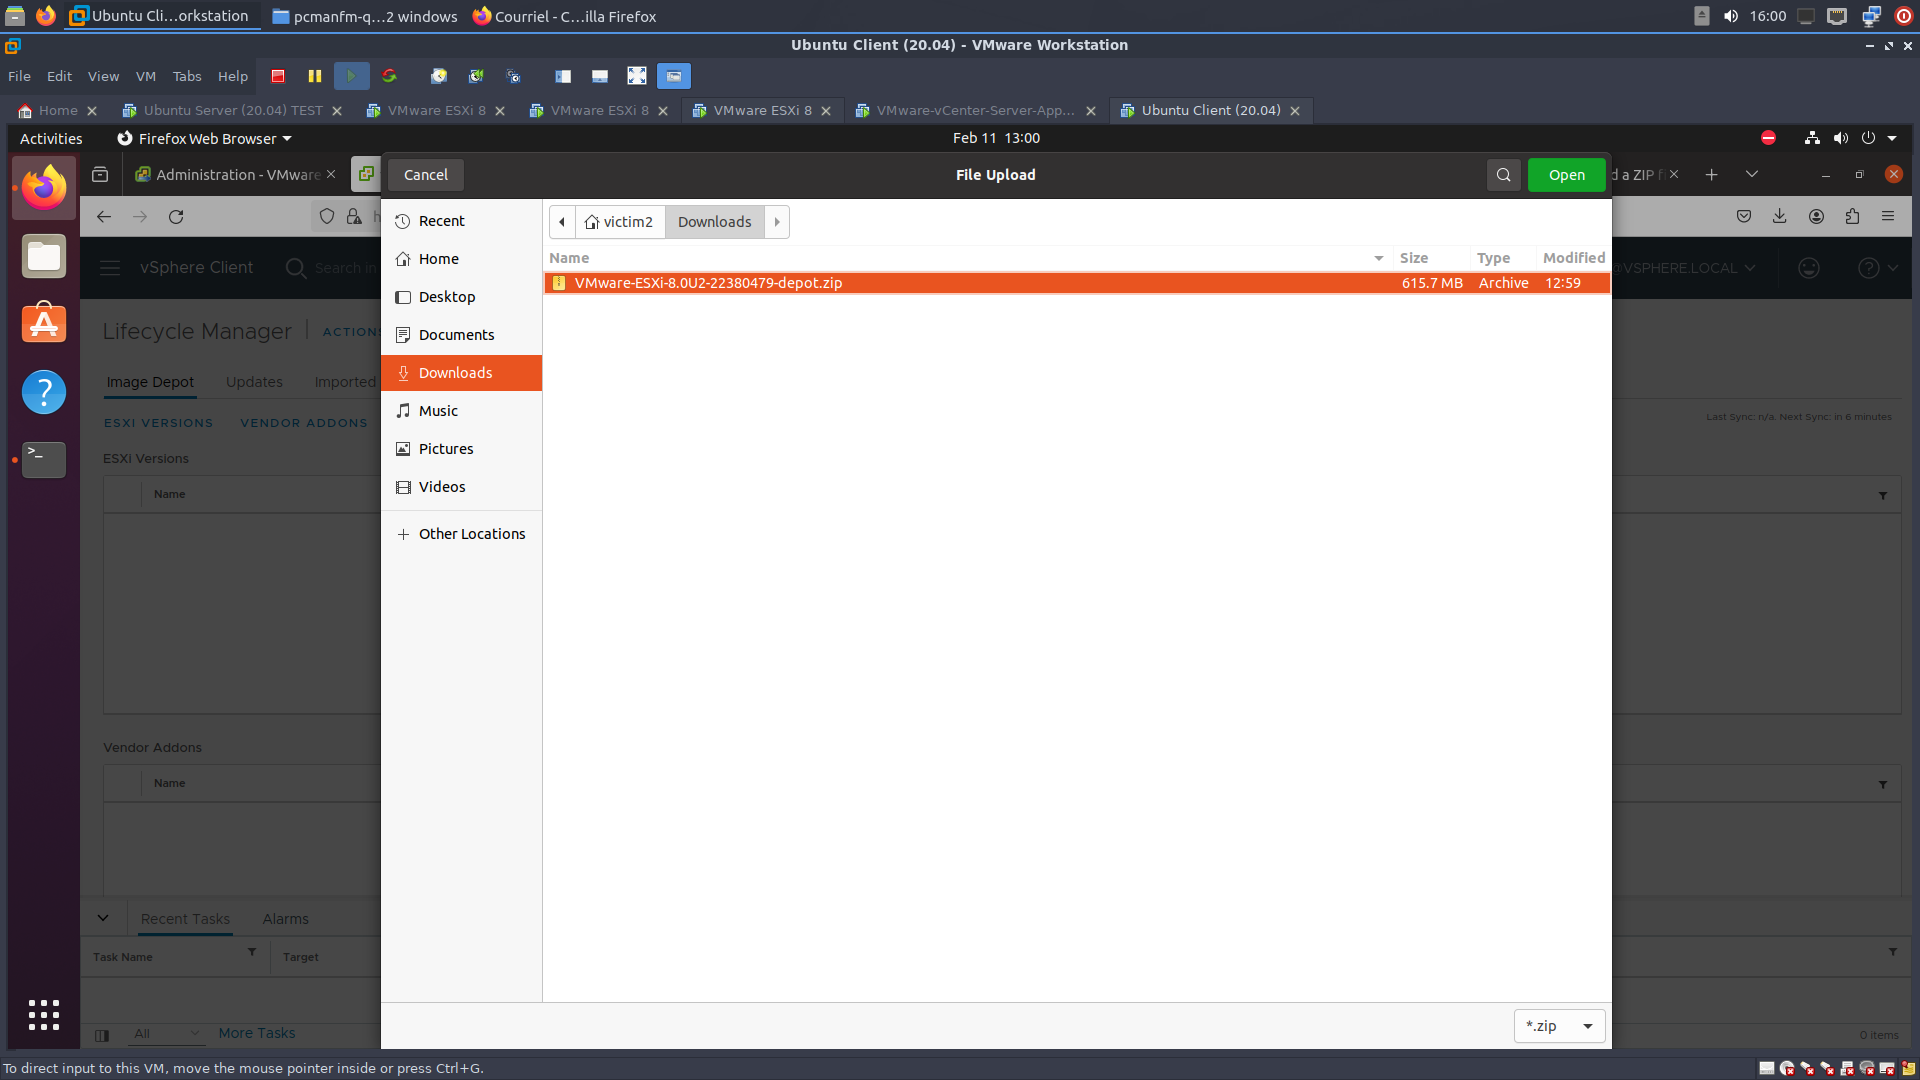 Ubuntu Cli...orkstation
pcmanfm-q...2 windows
Courriel - C...illa Firefox
16:00
Ubuntu Client (20.04) - VMware Workstation
File Edit View VM Tabs Help
Home
Ubuntu Server (20.04) TEST
VMware ESXi 8
VMware ESXi 8
VMware ESXi 8
VMware-vCenter-Server-App...
Ubuntu Client (20.04)
Activities
Firefox Web Browser
Feb 11 13:00
Administration - VMware
Cancel
File Upload
Open
d a ZIP f
Recent
Home
Desktop
Documents
Downloads
Music
Pictures
Videos
Other Locations
victim2
Downloads
Name Size Type Modified
VMware-ESXi-8.0U2-22380479-depot.zip 615.7 MB Archive 12:59
vSphere Client
Search in
@VSPHERE.LOCAL
Lifecycle Manager
ACTIONS
Image Depot Updates Imported
ESXI VERSIONS VENDOR ADDONS
Last Sync: n/a, Next Sync: in 6 minutes
ESXi Versions
Name
Vendor Addons
Name
Recent Tasks Alarms
Task Name Target
All
More Tasks
*.zip
0 items
To direct input to this VM, move the mouse pointer inside or press Ctrl+G.